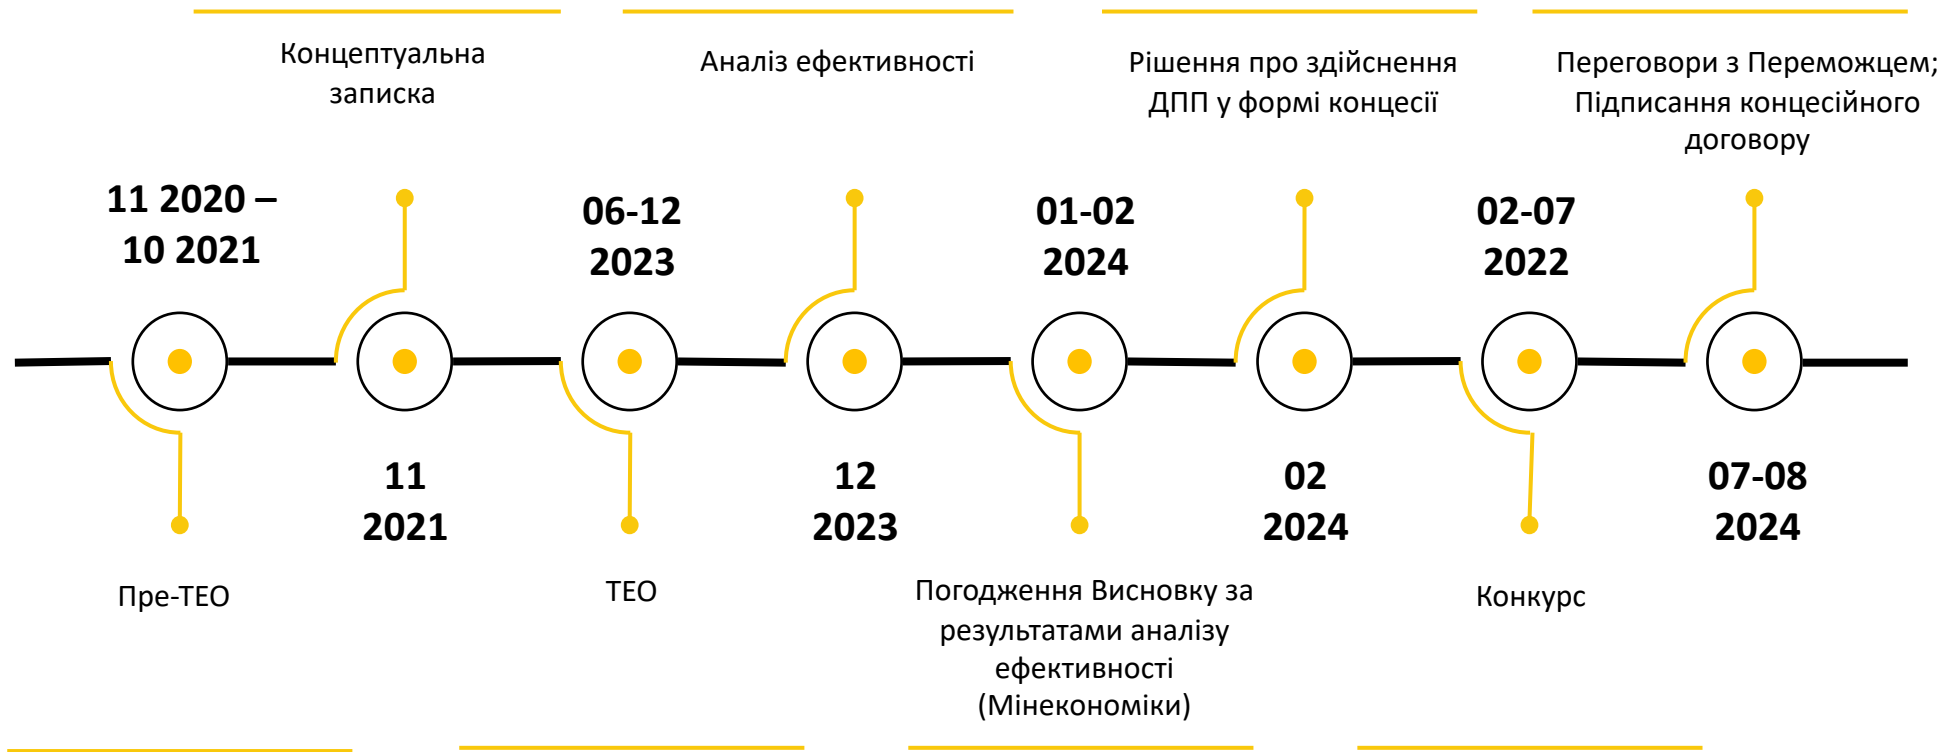 Концептуальна
записка
Аналіз ефективності
Рішення про здійснення
ДПП у формі концесії
Переговори з Переможцем;
Підписання концесійного
договору
11 2020 –
10 2021
06-12
2023
01-02
2024
02-07
2022
11
2021
12
2023
02
2024
07-08
2024
Пре-ТЕО
ТЕО
Погодження Висновку за
результатами аналізу
ефективності
(Мінекономіки)
Конкурс